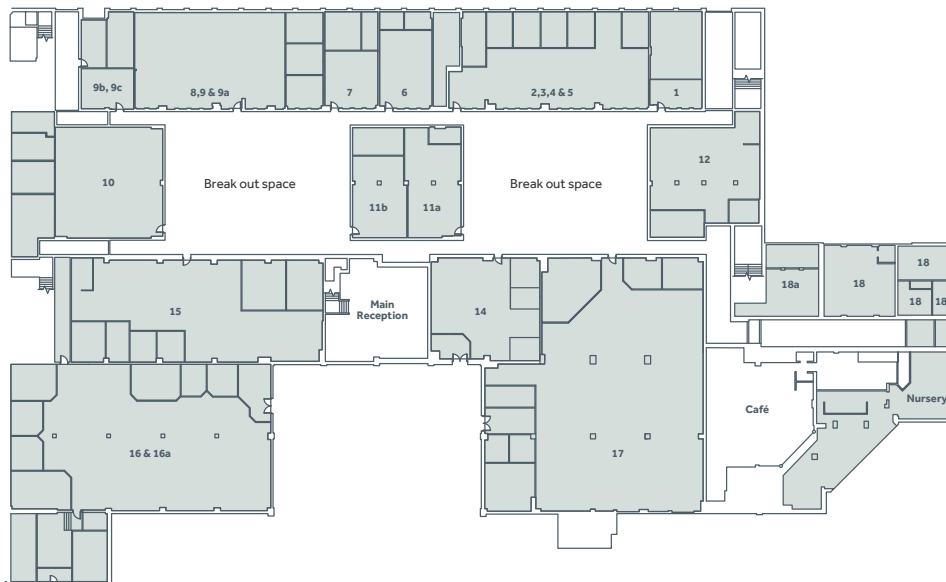 9b, 9c
8,9 & 9a
7
6
2,3,4 & 5
1
10
Break out space
11b
11a
Break out space
12
15
Main
Reception
14
18a
18
18
18
18
16 & 16a
17
Café
Nursery